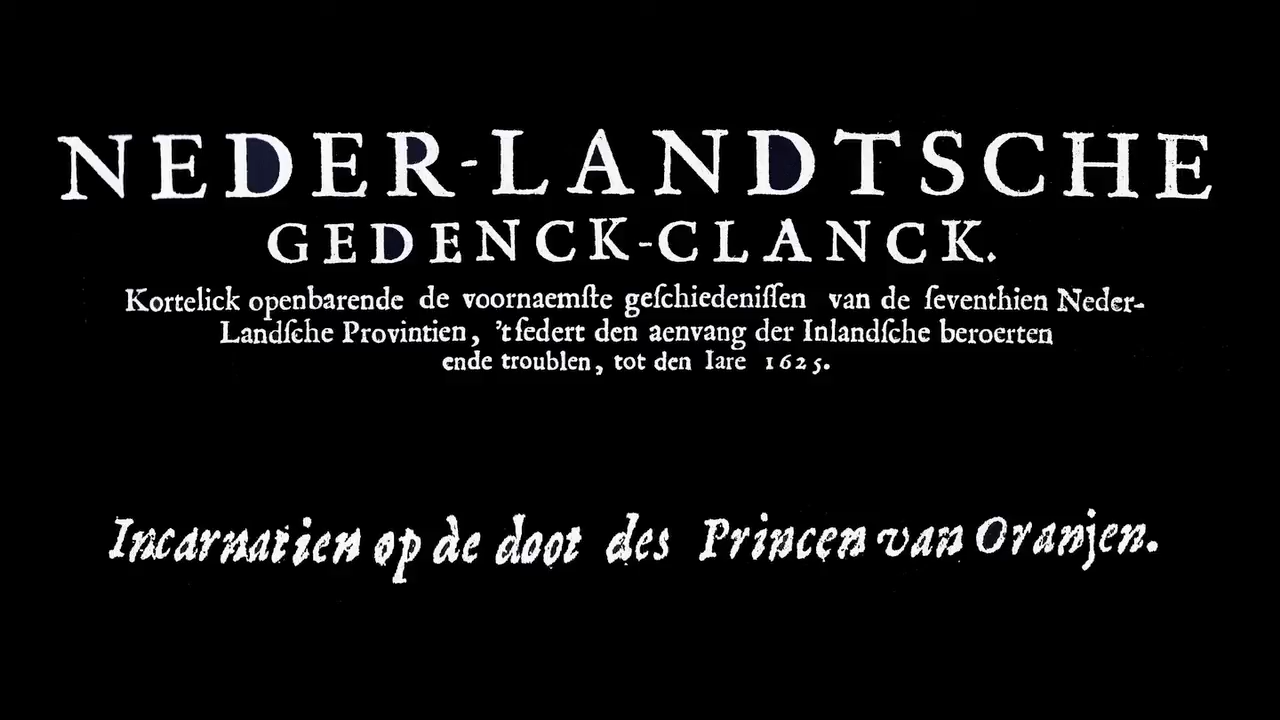 NEDER-LANDTSCHE
GEDENCK-CLANCK.
Kortelick openbarende de voornaemſte geſchiedeniſſen van de ſeventhien Neder-
Landſche Provintien, 'tſedert den aenvang der Inlandſche beroerten
ende troublen, tot den Iare 1625.
Incarnatien op de doot des Princen van Oranjen.